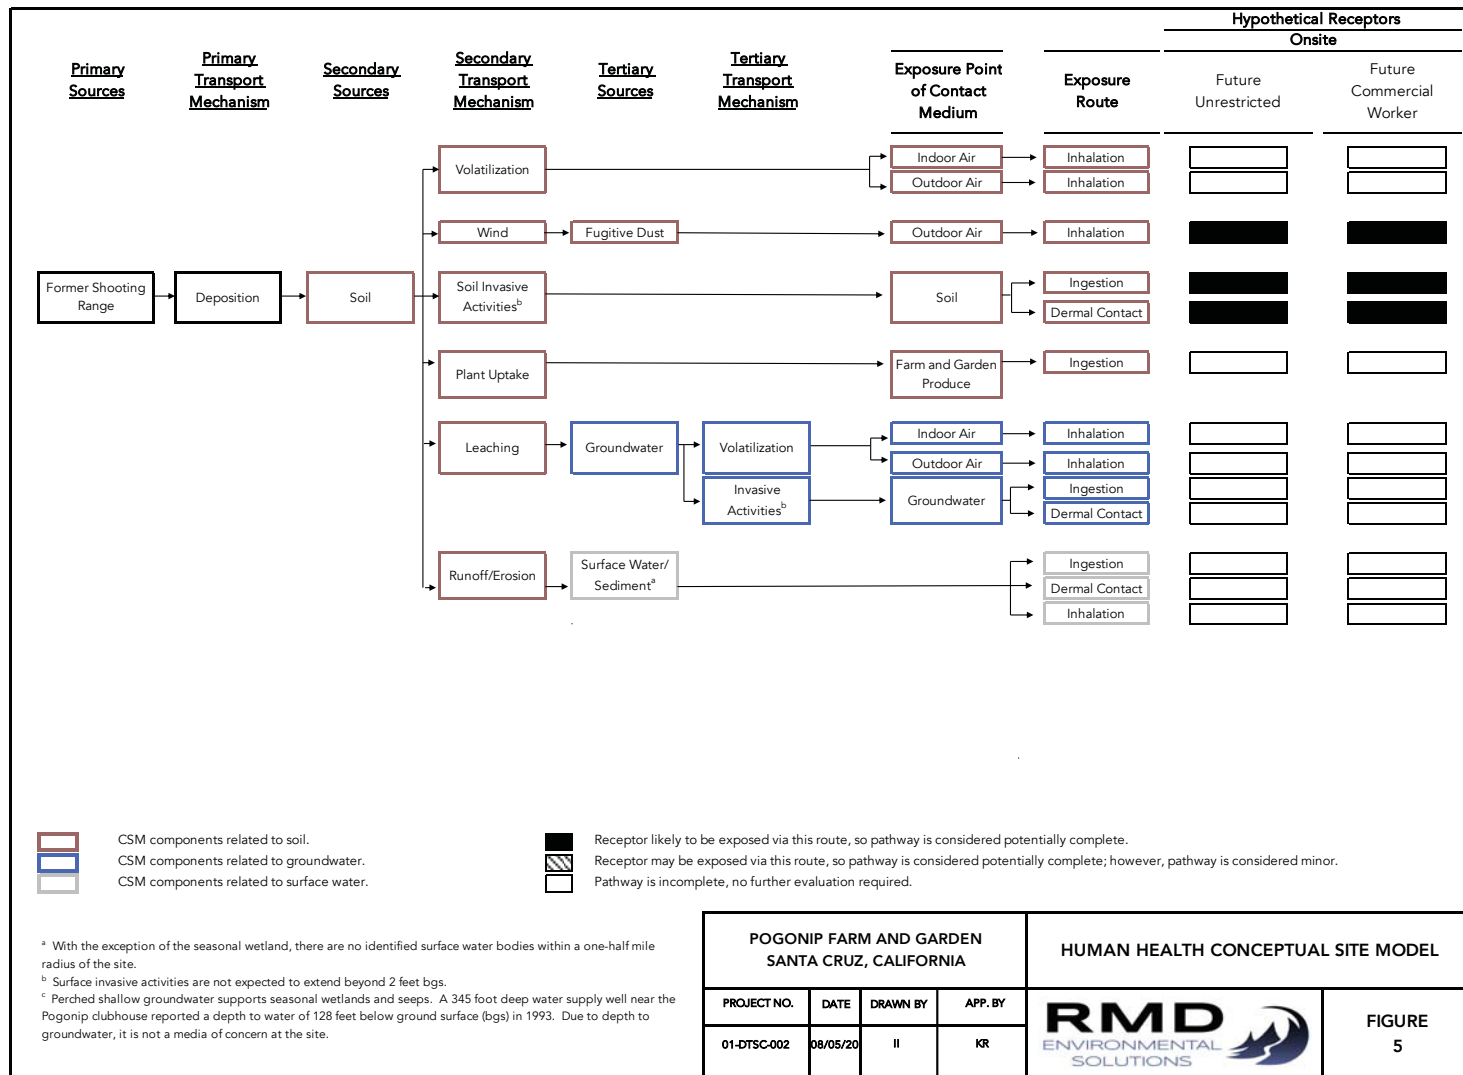 Hypothetical Receptors
Onsite
Primary
Sources
Primary
Transport
Mechanism
Secondary
Sources
Secondary
Transport
Mechanism
Tertiary
Sources
Tertiary
Transport
Mechanism
Exposure Point
of Contact
Medium
Exposure
Route
Future
Unrestricted
Future
Commercial
Worker
Volatilization
Indoor Air
Inhalation
Outdoor Air
Inhalation
Wind
Fugitive Dust
Outdoor Air
Inhalation
Former Shooting
Range
Deposition
Soil
Soil Invasive
Activities^b
Soil
Ingestion
Dermal Contact
Plant Uptake
Farm and Garden
Produce
Ingestion
Leaching
Groundwater
Volatilization
Indoor Air
Inhalation
Outdoor Air
Inhalation
Invasive
Activities^b
Groundwater
Ingestion
Dermal Contact
Runoff/Erosion
Surface Water/
Sediment^a
Ingestion
Dermal Contact
Inhalation
CSM components related to soil.
CSM components related to groundwater.
CSM components related to surface water.
Receptor likely to be exposed via this route, so pathway is considered potentially complete.
Receptor may be exposed via this route, so pathway is considered potentially complete; however, pathway is considered minor.
Pathway is incomplete, no further evaluation required.
^a With the exception of the seasonal wetland, there are no identified surface water bodies within a one-half mile
radius of the site.
^b Surface invasive activities are not expected to extend beyond 2 feet bgs.
^c Perched shallow groundwater supports seasonal wetlands and seeps. A 345 foot deep water supply well near the
Pogonip clubhouse reported a depth to water of 128 feet below ground surface (bgs) in 1993. Due to depth to
groundwater, it is not a media of concern at the site.
POGONIP FARM AND GARDEN
SANTA CRUZ, CALIFORNIA
HUMAN HEALTH CONCEPTUAL SITE MODEL
PROJECT NO. DATE DRAWN BY APP. BY
01-DTSC-002 08/05/20 II KR
RMD
ENVIRONMENTAL
SOLUTIONS
FIGURE
5